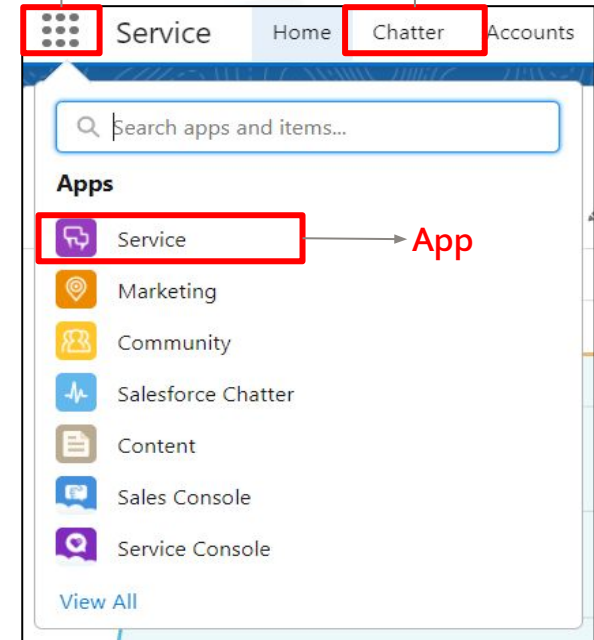 Service Home Chatter Accounts
Search apps and items...
Apps
Service App
Marketing
Community
Salesforce Chatter
Content
Sales Console
Service Console
View All